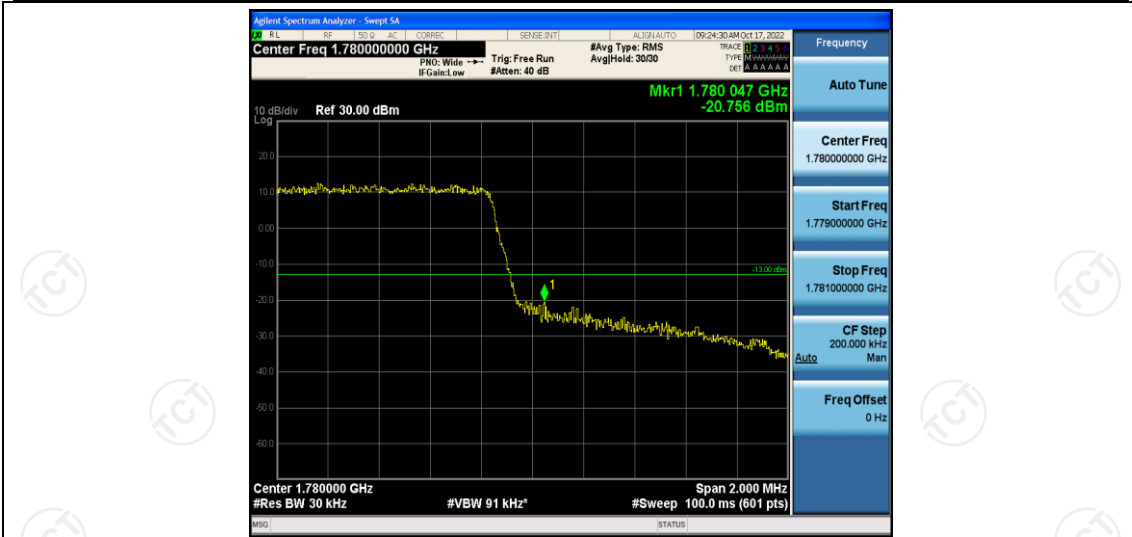 Agilent Spectrum Analyzer - Swept SA
RL RF 50 Ω AC CORREC SENSE:INT ALIGNAUTO 09:24:30 AM Oct 17, 2022
Center Freq 1.780000000 GHz
PNO: Wide
IFGain:Low
Trig: Free Run
#Atten: 40 dB
#Avg Type: RMS
Avg|Hold: 30/30
TRACE 1 2 3 4 5 6
TYPE M
DET A A A A A A
Mkr1 1.780 047 GHz
-20.756 dBm
10 dB/div Ref 30.00 dBm
Log
20.0
10.0
0.00
-10.0
-13.00 dBm
1
-20.0
-30.0
-40.0
-50.0
-60.0
Center 1.780000 GHz
Span 2.000 MHz
#Res BW 30 kHz
#VBW 91 kHz*
#Sweep 100.0 ms (601 pts)
MSG
STATUS
Frequency
Auto Tune
Center Freq
1.780000000 GHz
Start Freq
1.779000000 GHz
Stop Freq
1.781000000 GHz
CF Step
200.000 kHz
Auto Man
Freq Offset
0 Hz
TCT
TCT
TCT
TCT